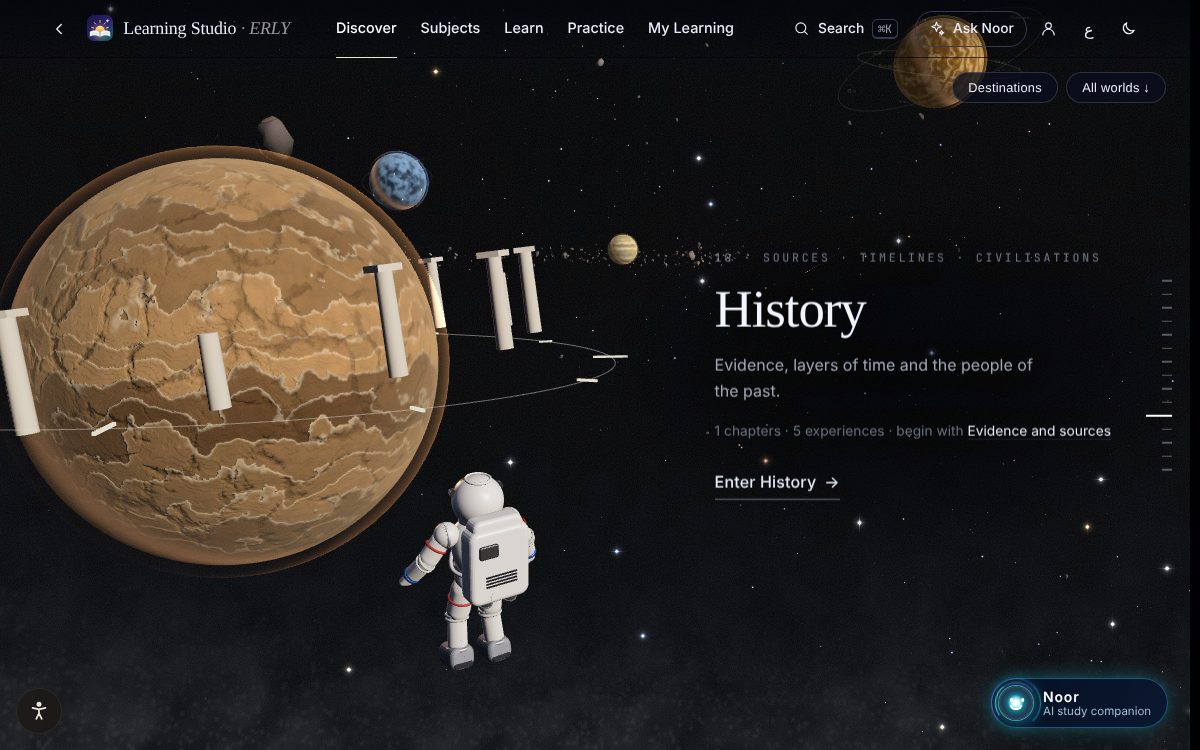 Learning Studio · ERLY
Discover
Subjects
Learn
Practice
My Learning
Search
⌘K
Ask Noor
ع
Destinations
All worlds ↓
· SOURCES · TIMELINES · CIVILISATIONS
History
Evidence, layers of time and the people of
the past.
1 chapters · 5 experiences · begin with Evidence and sources
Enter History →
Noor
AI study companion